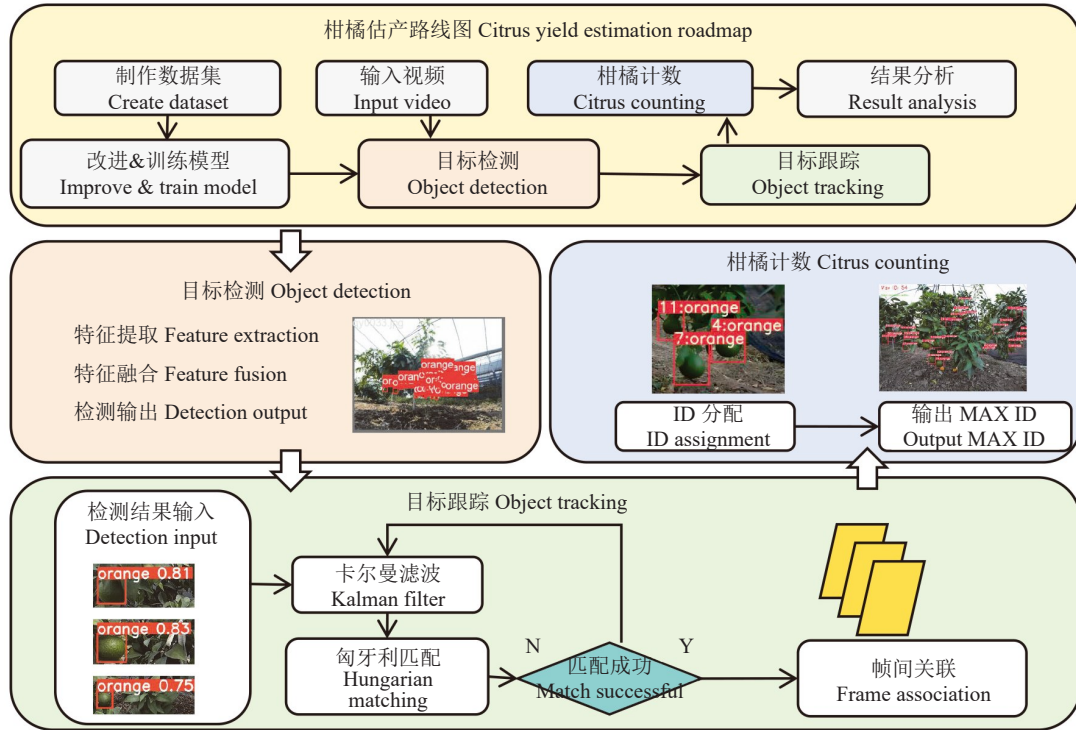 柑橘估产路线图 Citrus yield estimation roadmap
制作数据集
Create dataset
输入视频
Input video
柑橘计数
Citrus counting
结果分析
Result analysis
改进&训练模型
Improve & train model
目标检测
Object detection
目标跟踪
Object tracking
目标检测 Object detection
特征提取 Feature extraction
特征融合 Feature fusion
检测输出 Detection output
orange
orange
orange
柑橘计数 Citrus counting
11:orange
4:orange
7:orange
ID 分配
ID assignment
输出 MAX ID
Output MAX ID
目标跟踪 Object tracking
检测结果输入
Detection input
orange 0.81
orange 0.83
orange 0.75
卡尔曼滤波
Kalman filter
匈牙利匹配
Hungarian
matching
N
匹配成功
Match successful
Y
帧间关联
Frame association